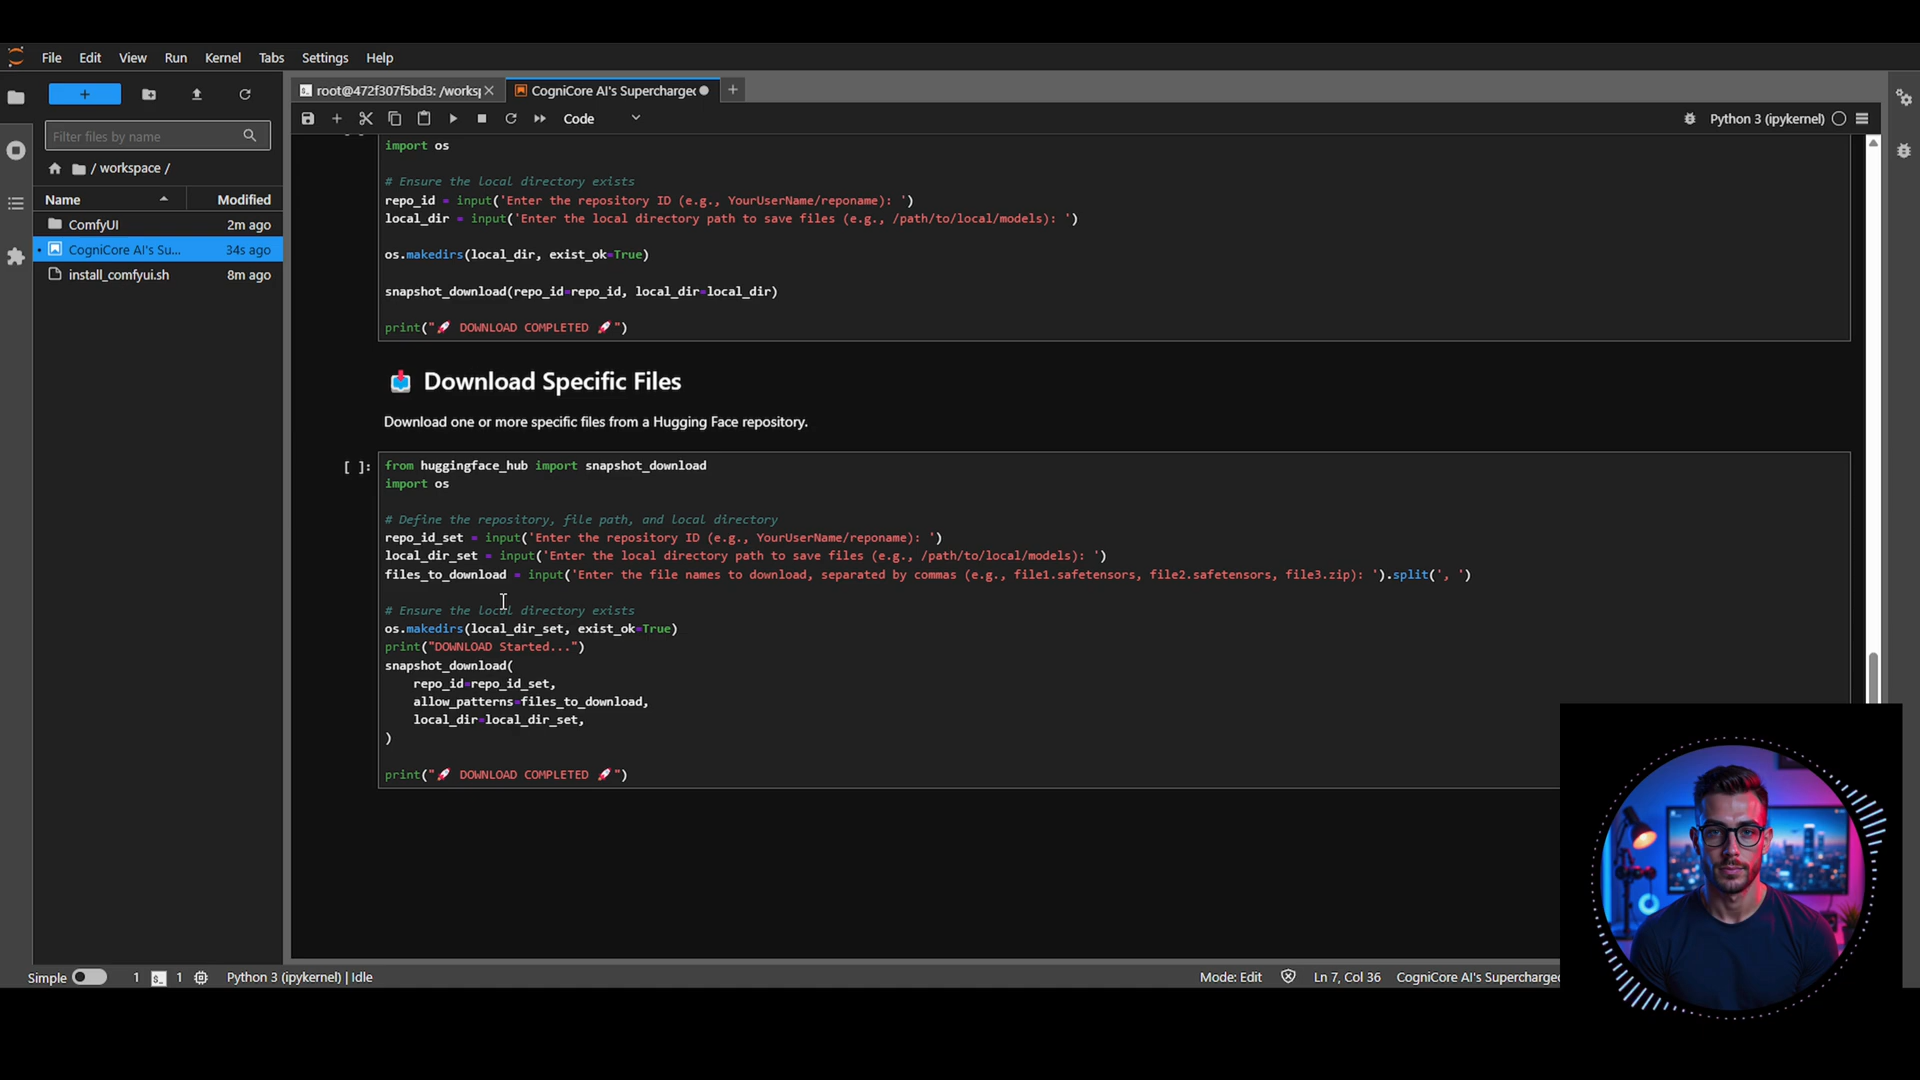 File Edit View Run Kernel Tabs Settings Help
root@472f307f5bd3: /works
CogniCore AI's Supercharged
Code
Python 3 (ipykernel)
Filter files by name
/ workspace /
Name Modified
ComfyUI 2m ago
CogniCore AI's Su... 34s ago
install_comfyui.sh 8m ago
import os
# Ensure the local directory exists
repo_id = input('Enter the repository ID (e.g., YourUserName/reponame): ')
local_dir = input('Enter the local directory path to save files (e.g., /path/to/local/models): ')
os.makedirs(local_dir, exist_ok=True)
snapshot_download(repo_id=repo_id, local_dir=local_dir)
print("🚀 DOWNLOAD COMPLETED 🚀")
📥 Download Specific Files
Download one or more specific files from a Hugging Face repository.
[ ]:
from huggingface_hub import snapshot_download
import os
# Define the repository, file path, and local directory
repo_id_set = input('Enter the repository ID (e.g., YourUserName/reponame): ')
local_dir_set = input('Enter the local directory path to save files (e.g., /path/to/local/models): ')
files_to_download = input('Enter the file names to download, separated by commas (e.g., file1.safetensors, file2.safetensors, file3.zip): ').split(', ')
# Ensure the local directory exists
os.makedirs(local_dir_set, exist_ok=True)
print("DOWNLOAD Started...")
snapshot_download(
    repo_id=repo_id_set,
    allow_patterns=files_to_download,
    local_dir=local_dir_set,
)
print("🚀 DOWNLOAD COMPLETED 🚀")
Simple 1 1 Python 3 (ipykernel) | Idle
Mode: Edit Ln 7, Col 36 CogniCore AI's Supercharged